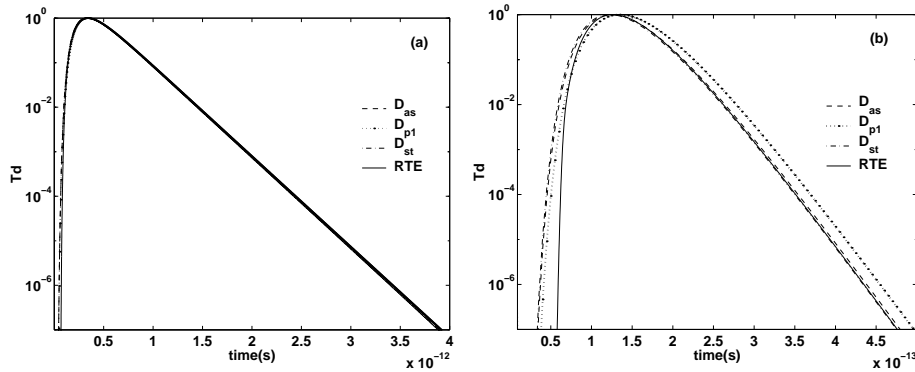 (a)
Td
10^0
10^-2
10^-4
10^-6
D_as
D_p1
D_st
RTE
0.5 1 1.5 2 2.5 3 3.5 4
time(s)
x 10^-12
(b)
10^0
10^-2
10^-4
10^-6
D_as
D_p1
D_st
RTE
0.5 1 1.5 2 2.5 3 3.5 4 4.5
time(s)
x 10^-13